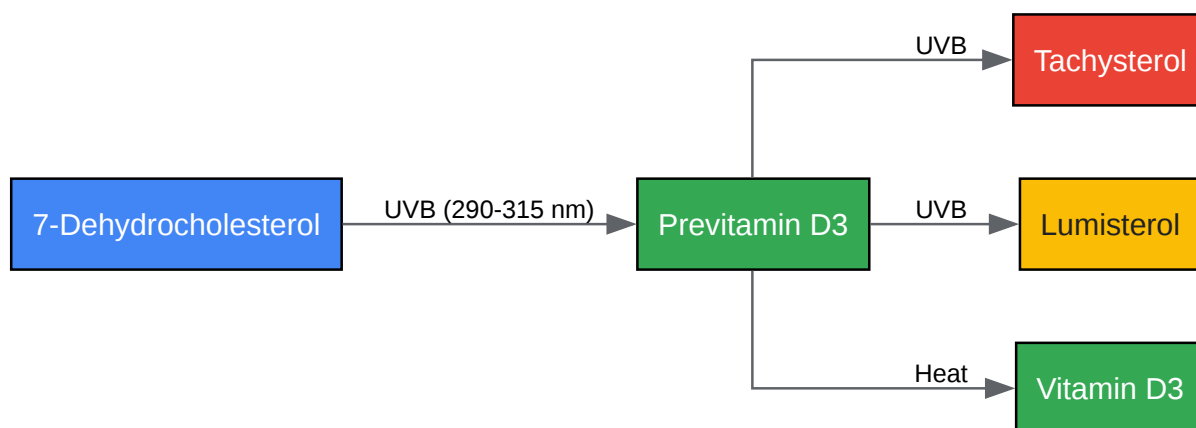 UVB
Tachysterol
7-Dehydrocholesterol
UVB (290-315 nm)
Previtamin D3
UVB
Lumisterol
Heat
Vitamin D3